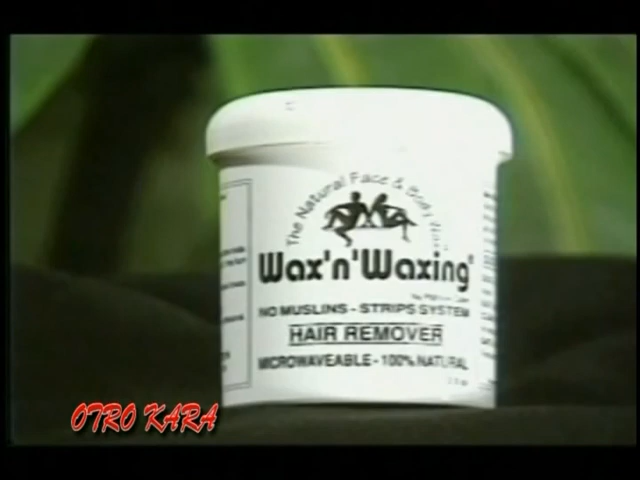 The Natural Face & Body
Wax'n'Waxing
NO MUSLINS - STRIPS SYSTEM
HAIR REMOVER
MICROWAVEABLE - 100% NATURAL
OTRO KARA